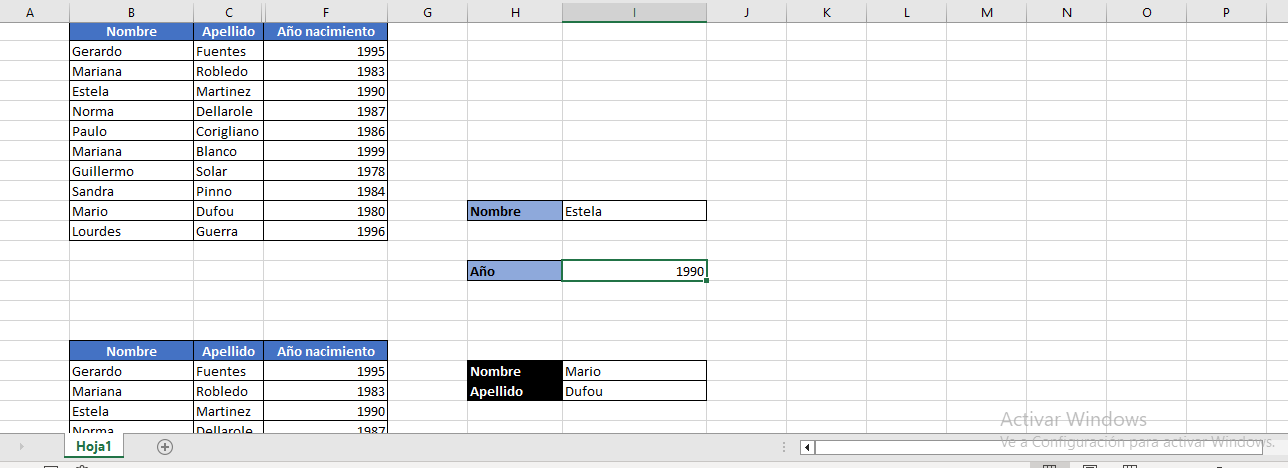 A B C F G H I J K L M N O P
Nombre Apellido Año nacimiento
Gerardo Fuentes 1995
Mariana Robledo 1983
Estela Martinez 1990
Norma Dellarole 1987
Paulo Corigliano 1986
Mariana Blanco 1999
Guillermo Solar 1978
Sandra Pinno 1984
Mario Dufou 1980 Nombre Estela
Lourdes Guerra 1996
Año 1990
Nombre Apellido Año nacimiento
Gerardo Fuentes 1995 Nombre Mario
Mariana Robledo 1983 Apellido Dufou
Estela Martinez 1990
Norma Dellarole 1987
Activar Windows
Ve a Configuración para activar Windows.
Hoja1